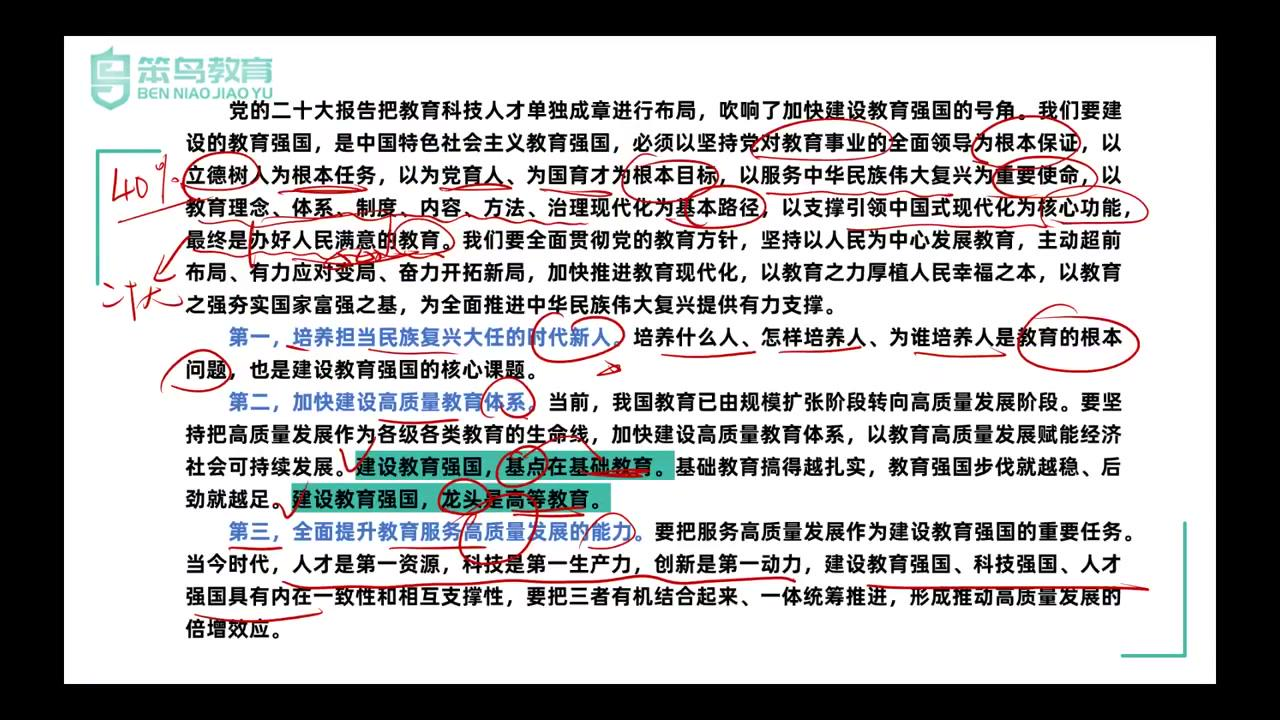 笨鸟教育
BEN NIAO JIAO YU
党的二十大报告把教育科技人才单独成章进行布局，吹响了加快建设教育强国的号角。我们要建
设的教育强国，是中国特色社会主义教育强国，必须以坚持党对教育事业的全面领导为根本保证，以
立德树人为根本任务，以为党育人、为国育才为根本目标，以服务中华民族伟大复兴为重要使命，以
教育理念、体系、制度、内容、方法、治理现代化为基本路径，以支撑引领中国式现代化为核心功能，
最终是办好人民满意的教育。我们要全面贯彻党的教育方针，坚持以人民为中心发展教育，主动超前
布局、有力应对变局、奋力开拓新局，加快推进教育现代化，以教育之力厚植人民幸福之本，以教育
之强夯实国家富强之基，为全面推进中华民族伟大复兴提供有力支撑。
第一，培养担当民族复兴大任的时代新人。培养什么人、怎样培养人、为谁培养人是教育的根本
问题，也是建设教育强国的核心课题。
第二，加快建设高质量教育体系。当前，我国教育已由规模扩张阶段转向高质量发展阶段。要坚
持把高质量发展作为各级各类教育的生命线，加快建设高质量教育体系，以教育高质量发展赋能经济
社会可持续发展。建设教育强国，基点在基础教育。基础教育搞得越扎实，教育强国步伐就越稳、后
劲就越足。建设教育强国，龙头是高等教育。
第三，全面提升教育服务高质量发展的能力。要把服务高质量发展作为建设教育强国的重要任务。
当今时代，人才是第一资源，科技是第一生产力，创新是第一动力，建设教育强国、科技强国、人才
强国具有内在一致性和相互支撑性，要把三者有机结合起来、一体统筹推进，形成推动高质量发展的
倍增效应。
40%
二十大